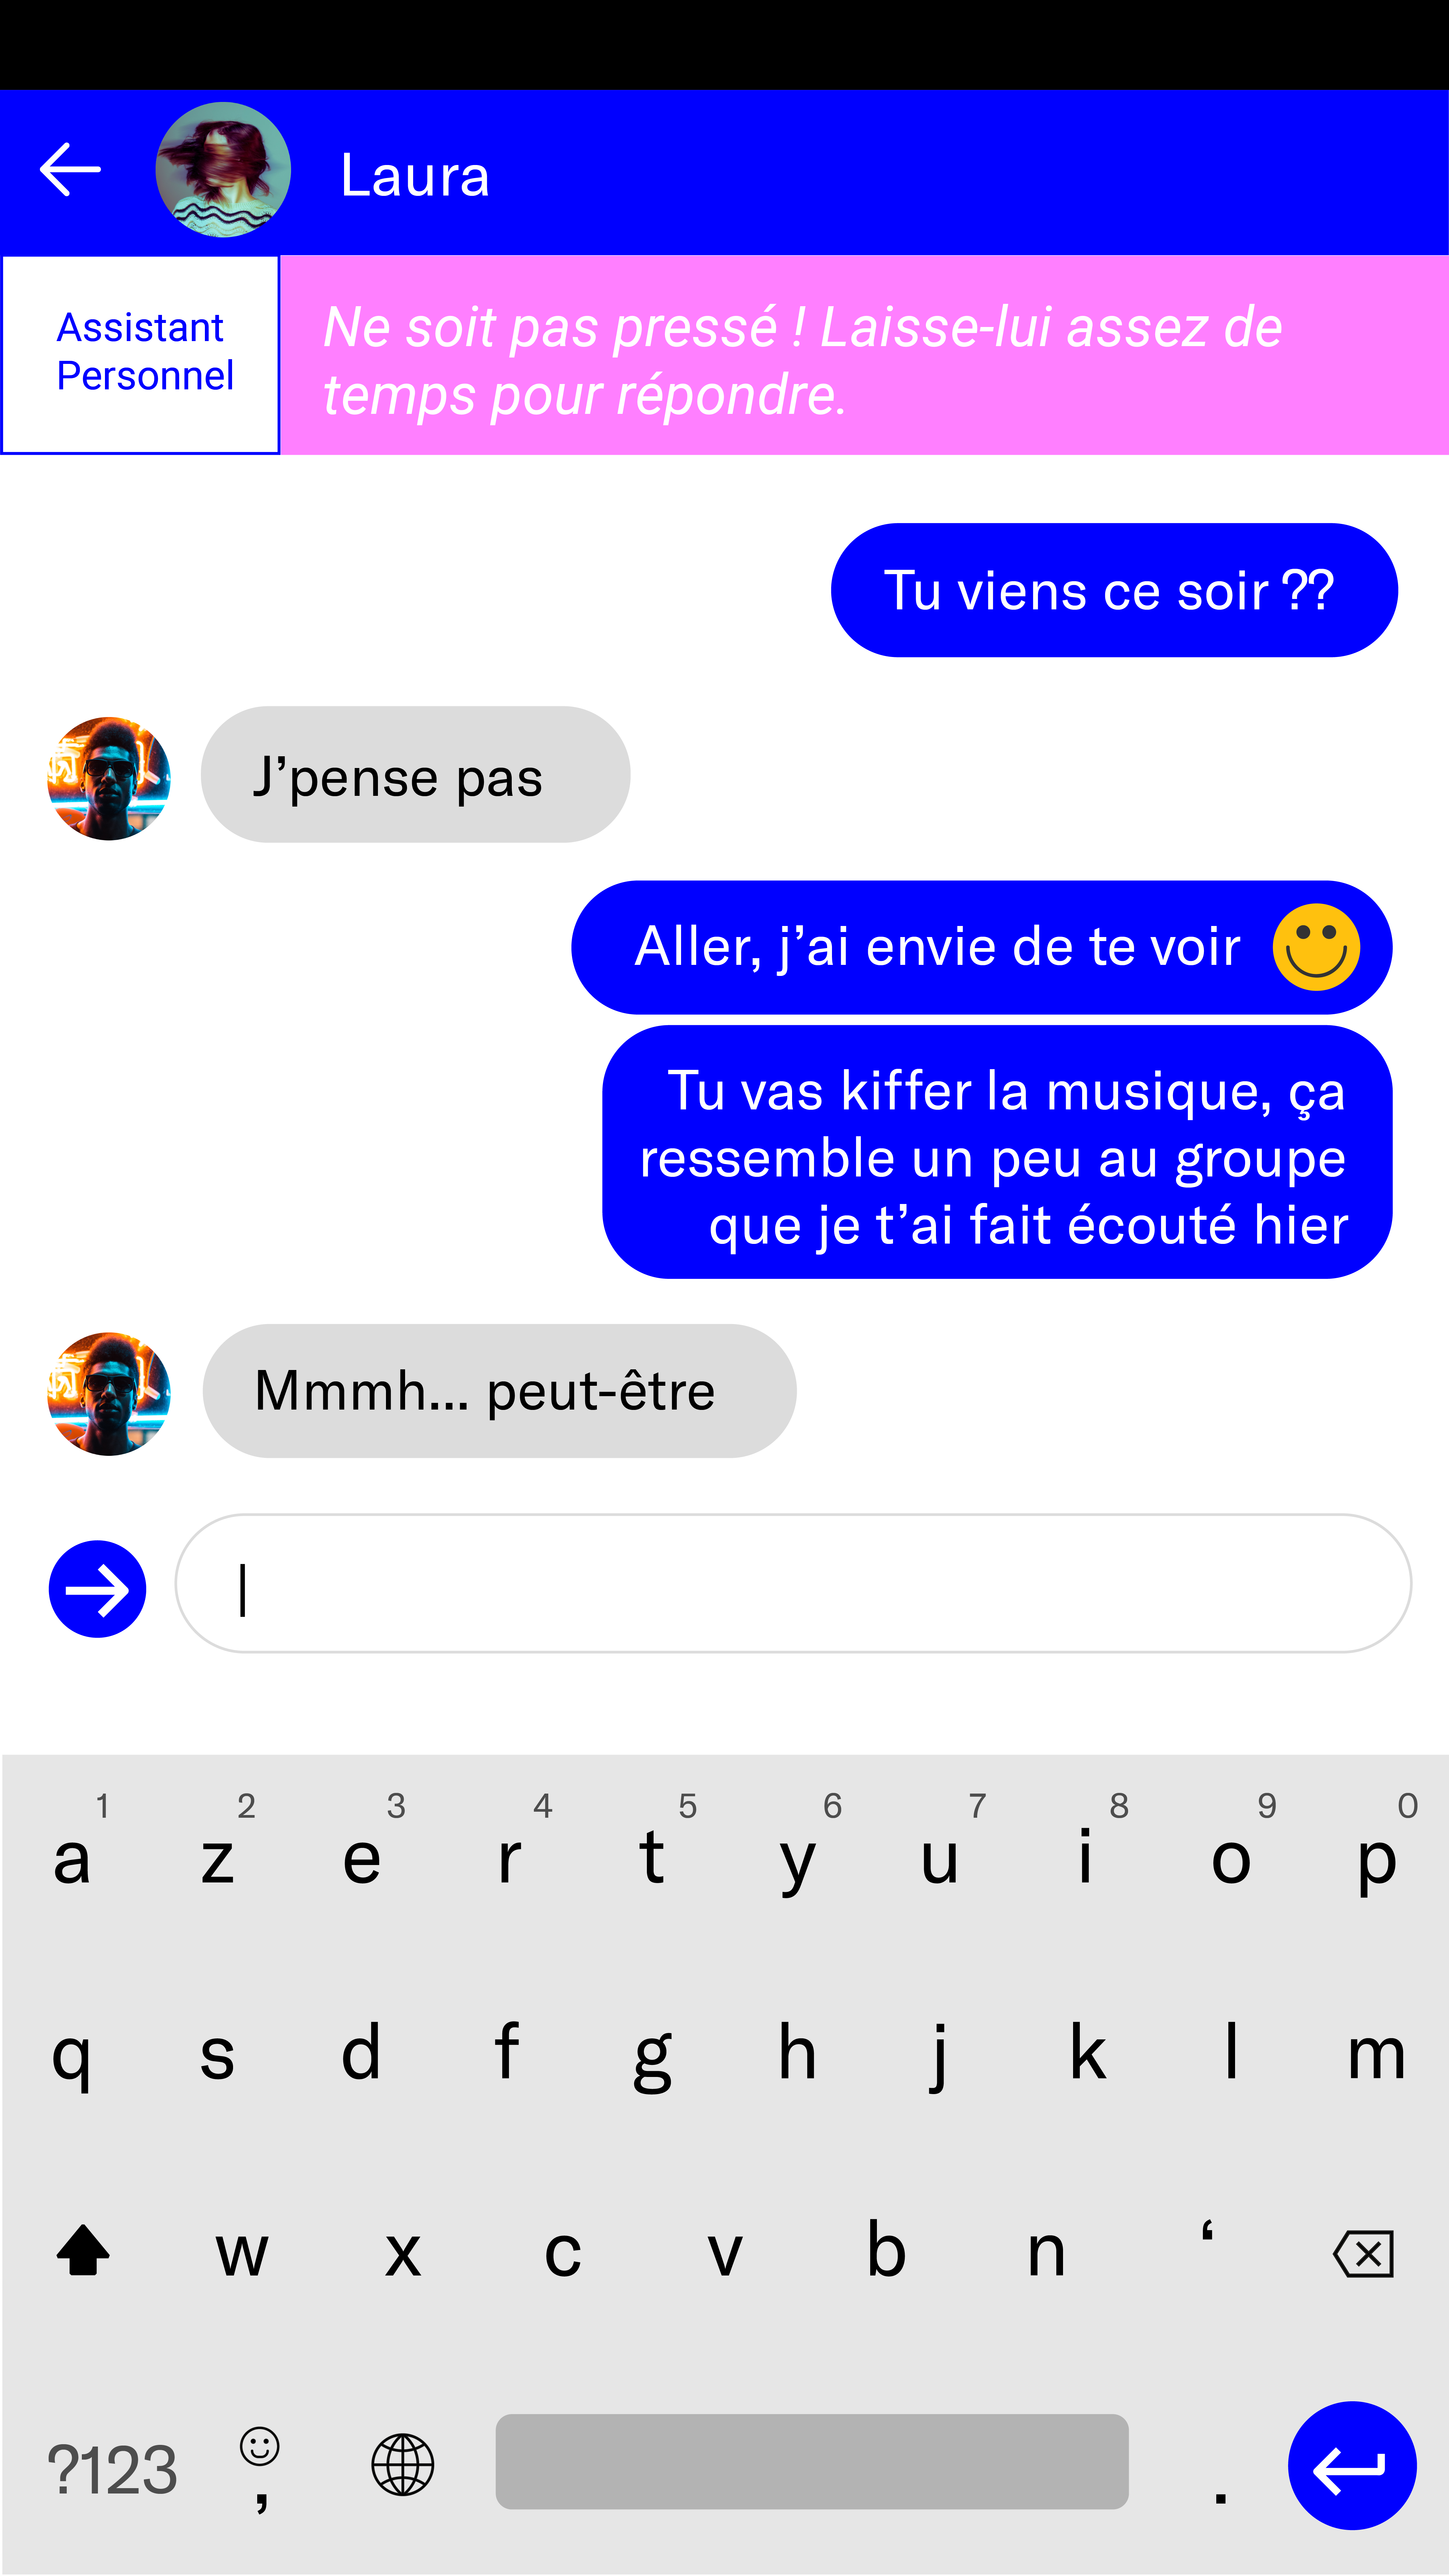 Laura
Assistant
Personnel
Ne soit pas pressé ! Laisse-lui assez de
temps pour répondre.
Tu viens ce soir ??
J’pense pas
Aller, j’ai envie de te voir
Tu vas kiffer la musique, ça
ressemble un peu au groupe
que je t’ai fait écouté hier
Mmmh... peut-être
1 2 3 4 5 6 7 8 9 0
a z e r t y u i o p
q s d f g h j k l m
w x c v b n ‘
?123 , .